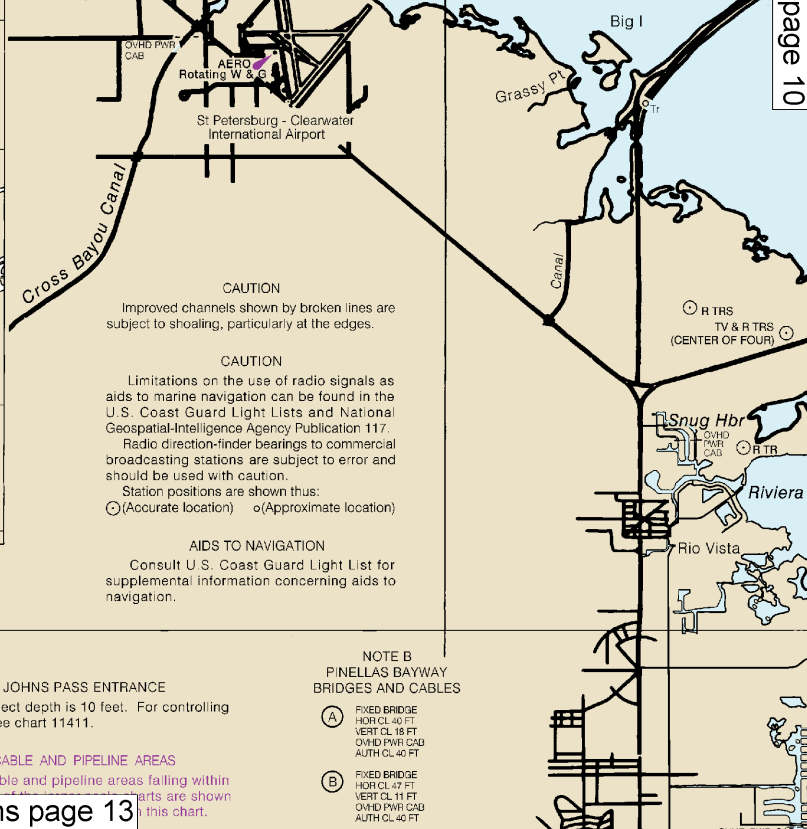 Big I
page 10
OVHD PWR
CAB
AERO
Rotating W & G
Grassy Pt
Tr
St Petersburg - Clearwater
International Airport
Cross Bayou Canal
Canal
CAUTION
Improved channels shown by broken lines are
subject to shoaling, particularly at the edges.
R TRS
TV & R TRS
(CENTER OF FOUR)
CAUTION
Limitations on the use of radio signals as
aids to marine navigation can be found in the
U.S. Coast Guard Light Lists and National
Geospatial-Intelligence Agency Publication 117.
Radio direction-finder bearings to commercial
broadcasting stations are subject to error and
should be used with caution.
Station positions are shown thus:
(Accurate location) o(Approximate location)
Snug Hbr
OVHD
PWR
CAB
R TR
Riviera
Rio Vista
AIDS TO NAVIGATION
Consult U.S. Coast Guard Light List for
supplemental information concerning aids to
navigation.
JOHNS PASS ENTRANCE
ect depth is 10 feet. For controlling
ee chart 11411.
CABLE AND PIPELINE AREAS
ble and pipeline areas falling within
charts are shown
this chart.
ns page 13
NOTE B
PINELLAS BAYWAY
BRIDGES AND CABLES
A FIXED BRIDGE
HOR CL 40 FT
VERT CL 18 FT
OVHD PWR CAB
AUTH CL 40 FT
B FIXED BRIDGE
HOR CL 47 FT
VERT CL 11 FT
OVHD PWR CAB
AUTH CL 40 FT